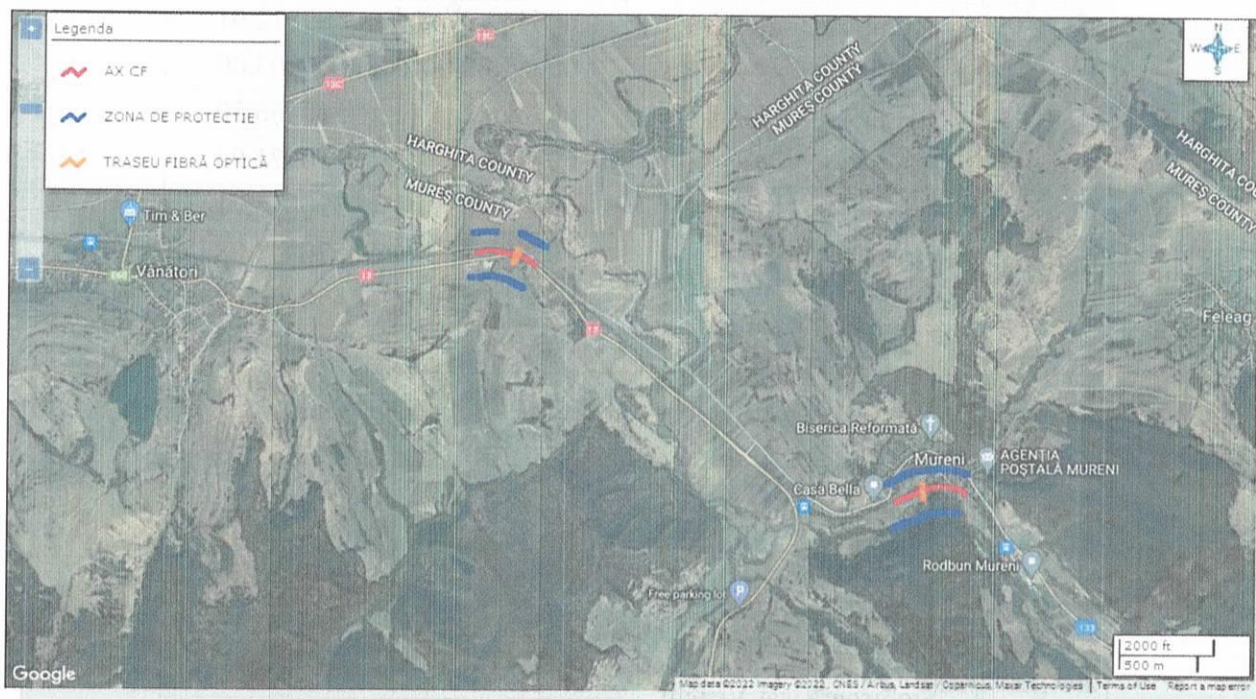 Legenda
AX CF
ZONA DE PROTECTIE
TRASEU FIBRĂ OPTICĂ
N
W E
S
13C
13C
HARGHITA COUNTY
MUREȘ COUNTY
HARGHITA COUNTY
MUREȘ COUNTY
HARGHITA COU
MUREȘ COUNTY
Tim & Ber
Vânători
13
13
Feleag
Biserica Reformată
Mureni
AGENȚIA
POȘTALĂ MURENI
Casa Bella
Rodbun Mureni
Free parking lot
133
2000 ft
500 m
Google
Map data ©2022 Imagery ©2022 , CNES / Airbus, Landsat / Copernicus, Maxar Technologies
Terms of Use
Report a map error